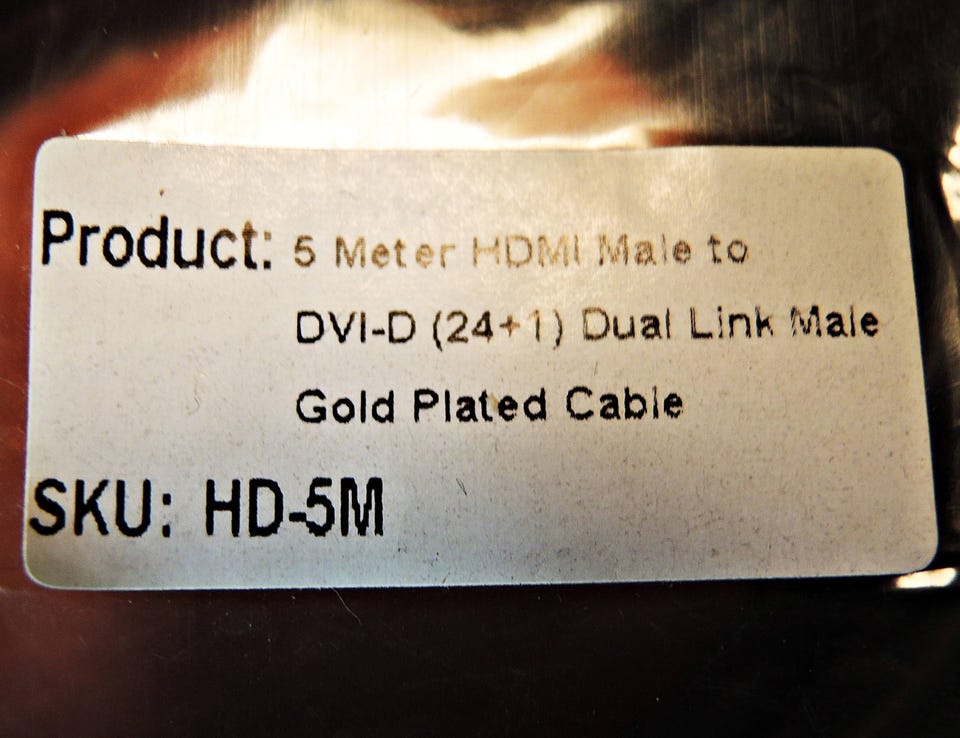 Product: 5 Meter HDMI Male to
DVI-D (24+1) Dual Link Male
Gold Plated Cable
SKU: HD-5M